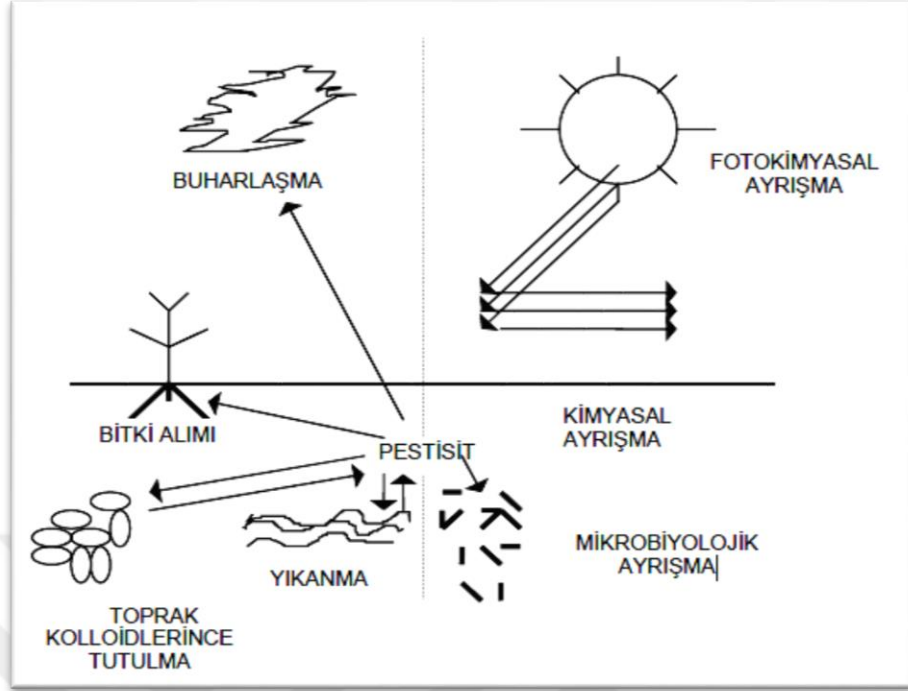 BUHARLAŞMA
FOTOKİMYASAL
AYRIŞMA
BİTKİ ALIMI
KİMYASAL
AYRIŞMA
PESTİSİT
YIKANMA
MİKROBİYOLOJİK
AYRIŞMA
TOPRAK
KOLLOİDLERİNCE
TUTULMA